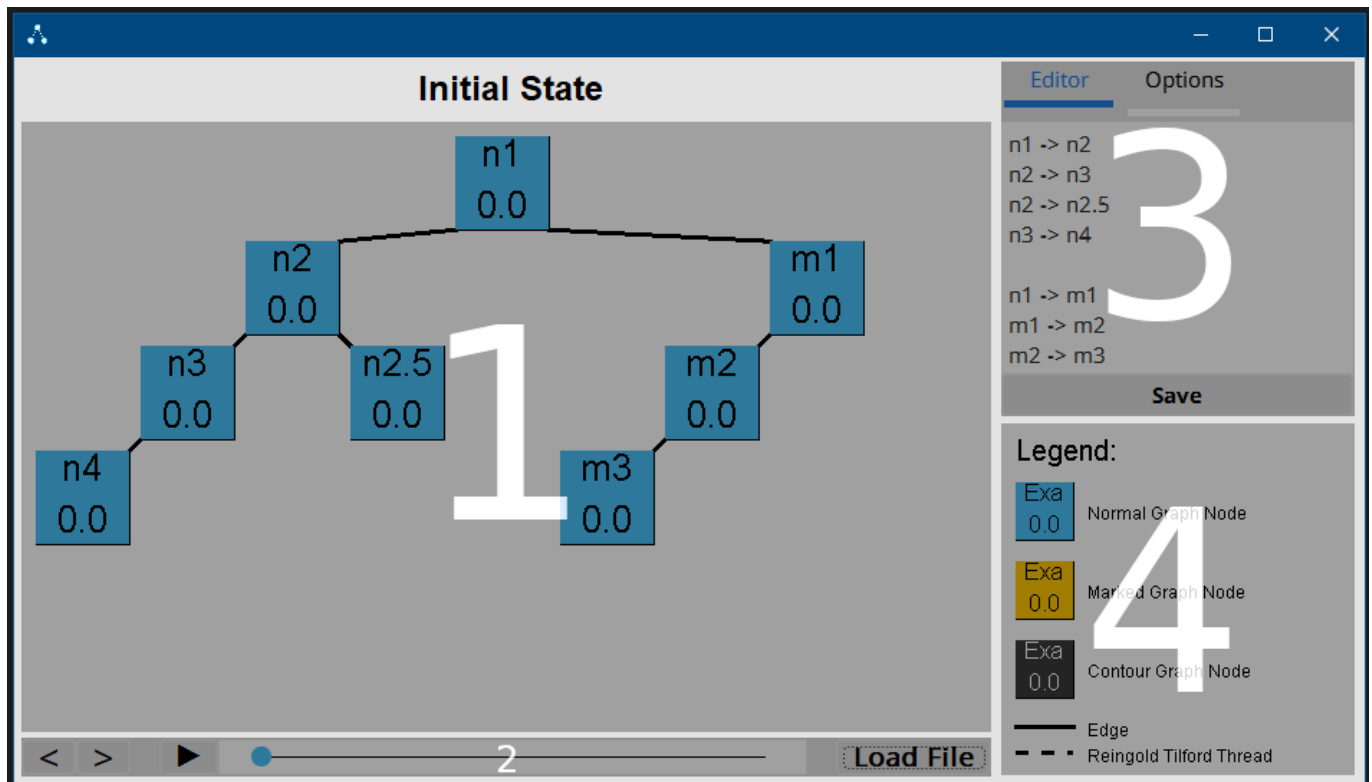 Initial State
n1
0.0
n2
0.0
m1
0.0
n3
0.0
n2.5
0.0
m2
0.0
n4
0.0
m3
0.0
1
< > ▶ 2 Load File
Editor Options
n1 -> n2
n2 -> n3
n2 -> n2.5
n3 -> n4
n1 -> m1
m1 -> m2
m2 -> m3
3
Save
Legend:
Exa
0.0
Normal Graph Node
Exa
0.0
Marked Graph Node
Exa
0.0
Contour Graph Node
4
Edge
Reingold Tilford Thread